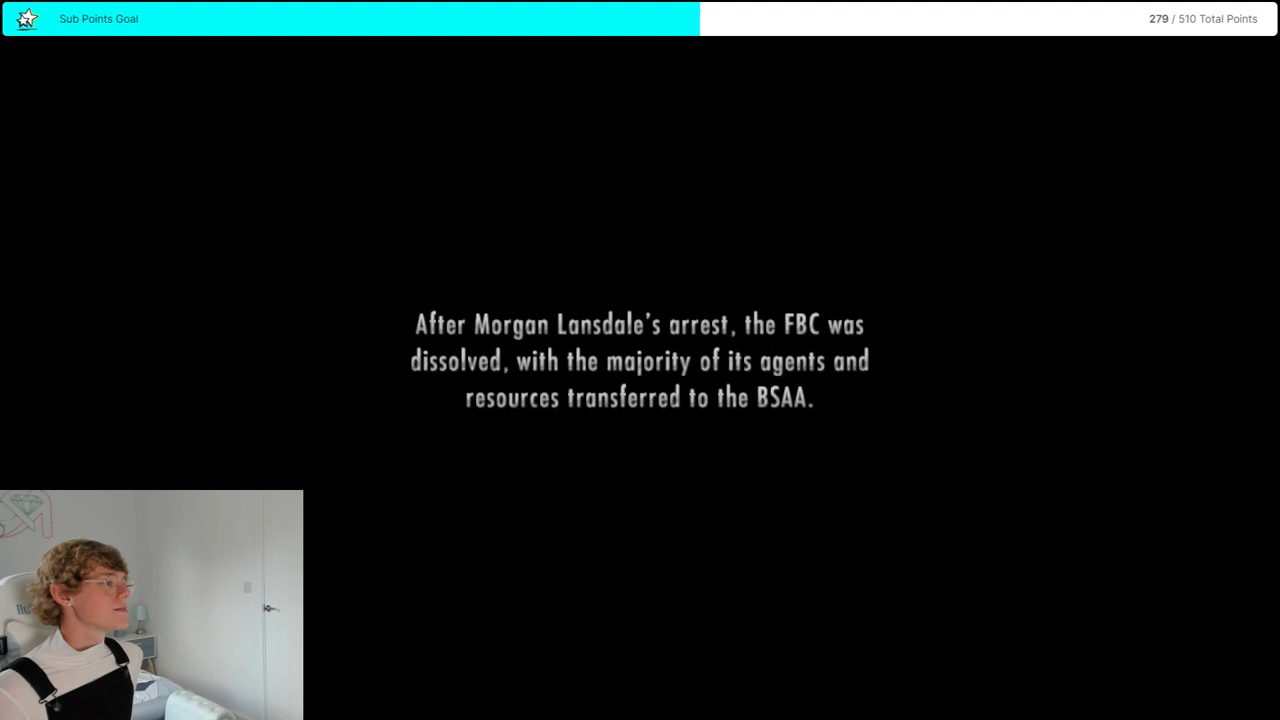 Sub Points Goal
279 / 510 Total Points
After Morgan Lansdale's arrest, the FBC was
dissolved, with the majority of its agents and
resources transferred to the BSAA.